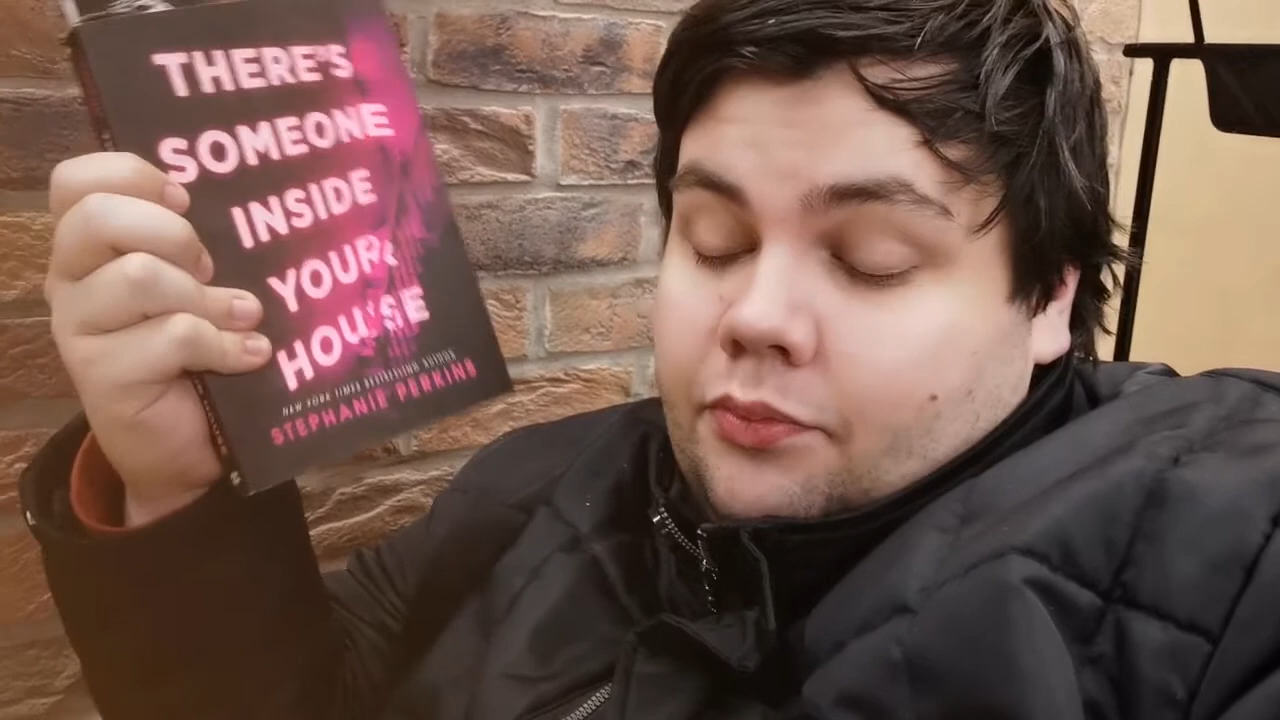 THERE'S
SOMEONE
INSIDE
YOUR
HOUSE
NEW YORK TIMES BESTSELLING AUTHOR
STEPHANIE PERKINS